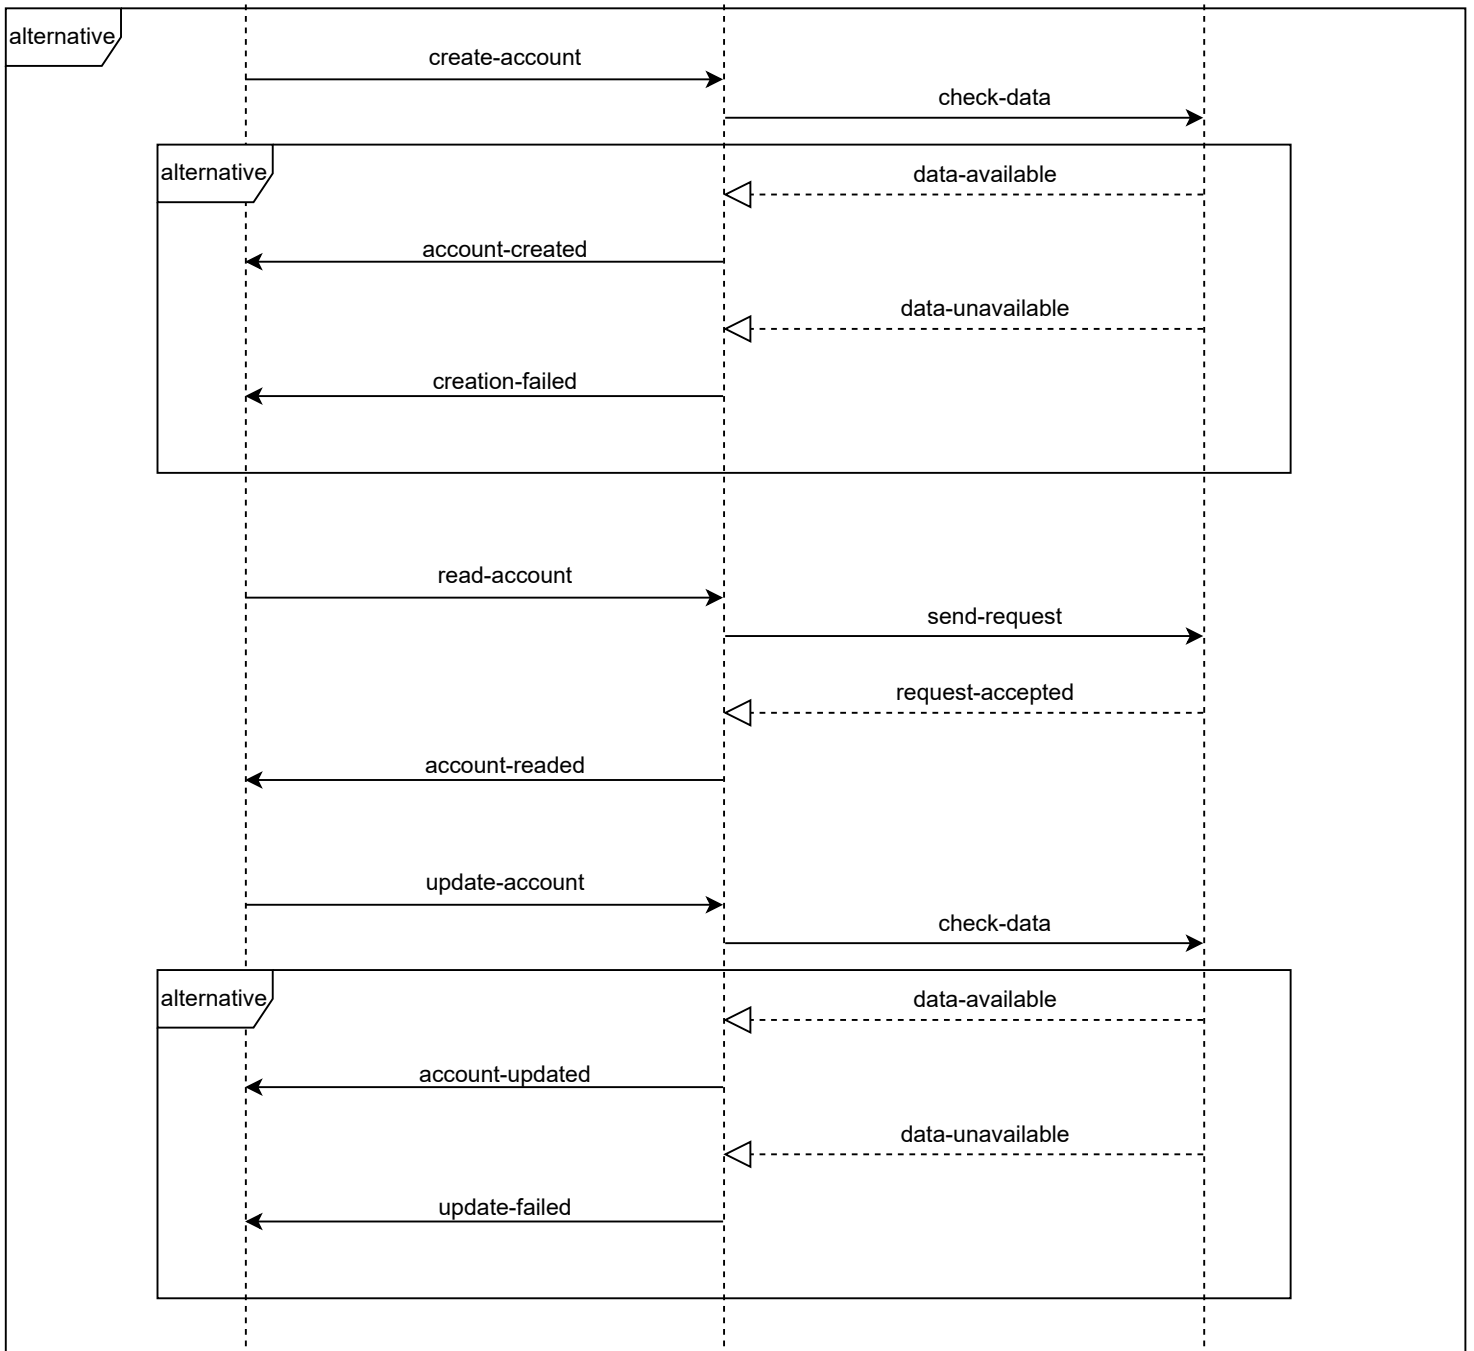 alternative
create-account
check-data
alternative
data-available
account-created
data-unavailable
creation-failed
read-account
send-request
request-accepted
account-readed
update-account
check-data
alternative
data-available
account-updated
data-unavailable
update-failed